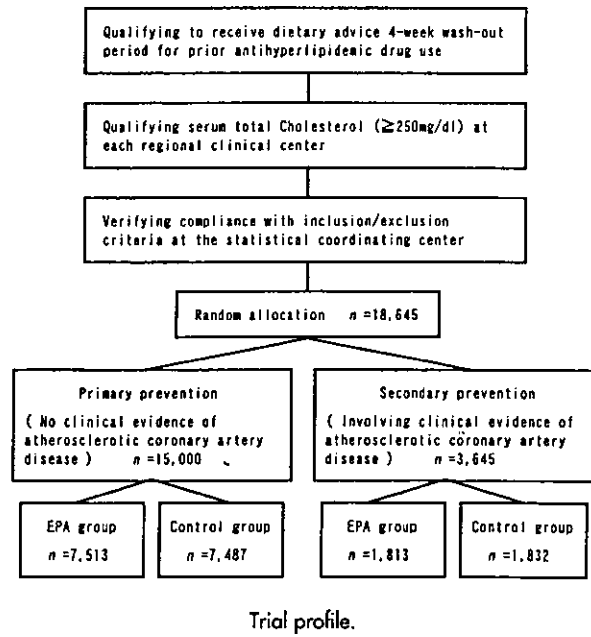 Qualifying to receive dietary advice 4-week wash-out
period for prior antihyperlipidemic drug use
Qualifying serum total Cholesterol (≧250mg/dl) at
each regional clinical center
Verifying compliance with inclusion/exclusion
criteria at the statistical coordinating center
Random allocation n=18,645
Primary prevention
( No clinical evidence of
atherosclerotic coronary artery
disease ) n=15,000
Secondary prevention
( Involving clinical evidence of
atherosclerotic coronary artery
disease ) n=3,645
EPA group
n=7,513
Control group
n=7,487
EPA group
n=1,813
Control group
n=1,832
Trial profile.